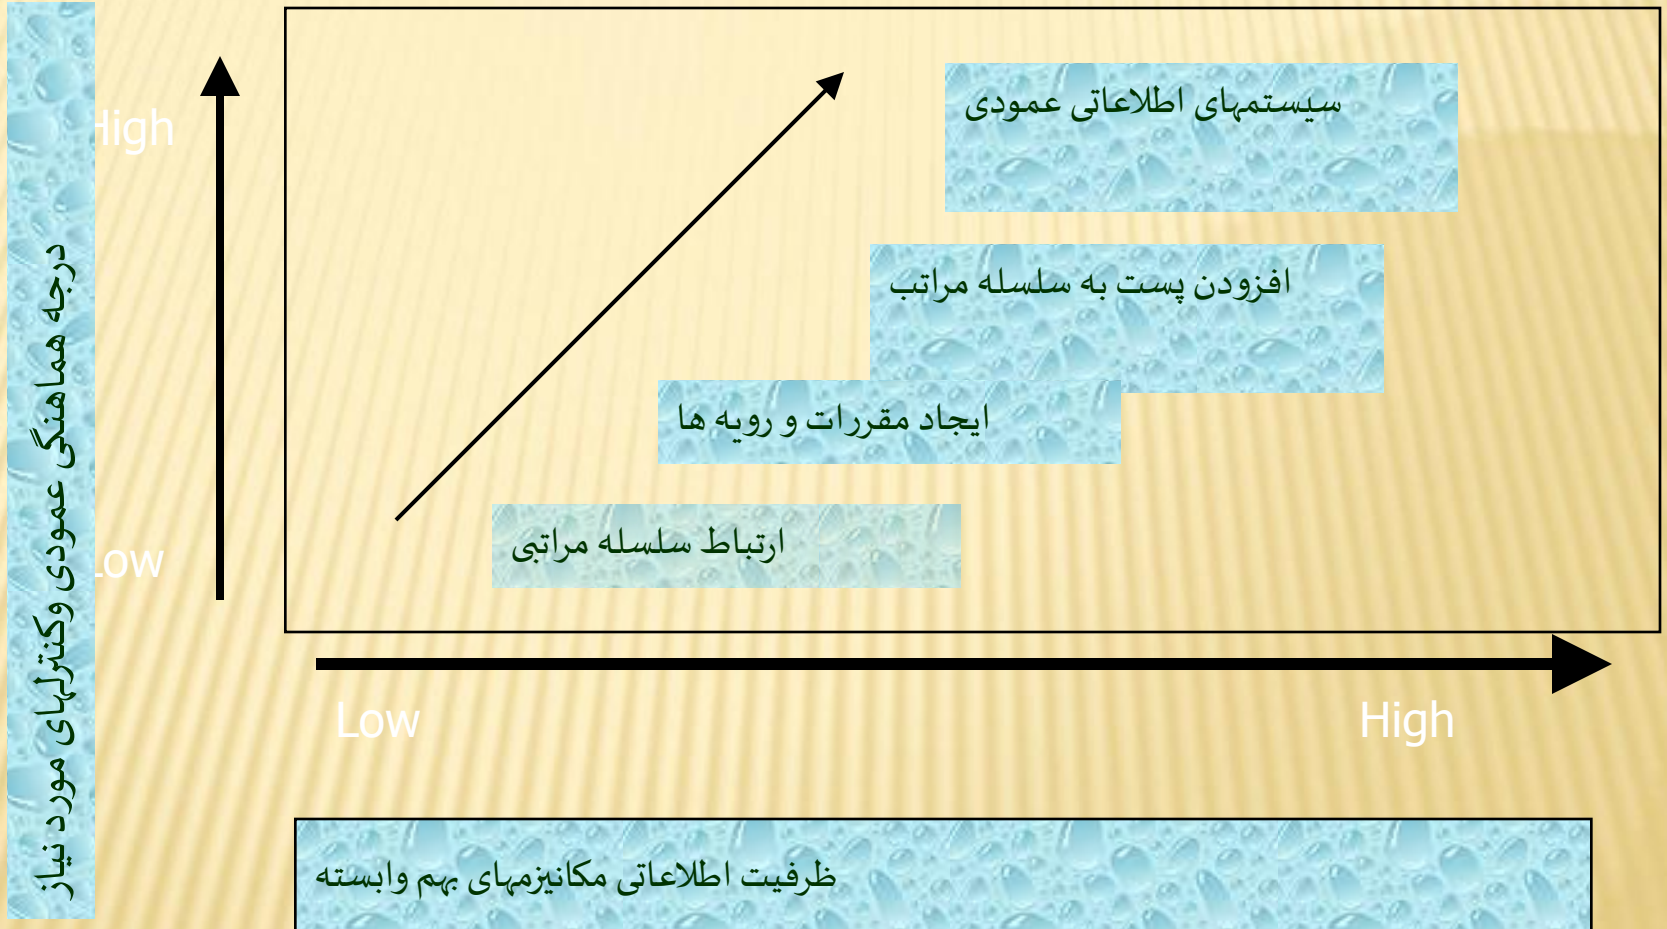 درجه هماهنگی عمودی وکنترلهای مورد نیاز
High
Low
سیستمهای اطلاعاتی عمودی
افزودن پست به سلسله مراتب
ایجاد مقررات و رویه ها
ارتباط سلسله مراتبی
Low
High
ظرفیت اطلاعاتی مکانیزمهای بهم وابسته